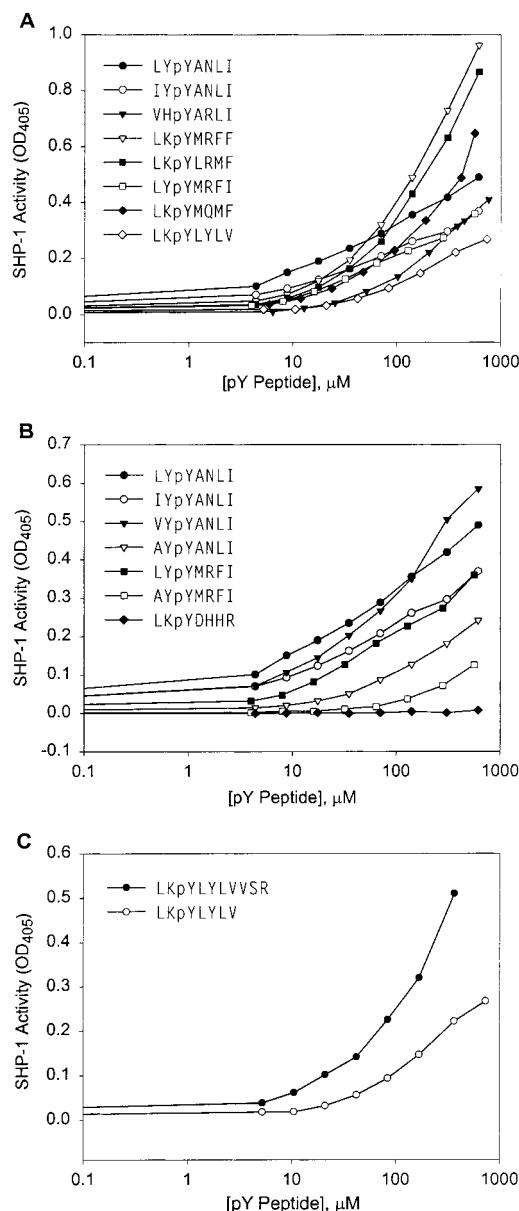 A
SHP-1 Activity (OD405)
1.0
0.8
0.6
0.4
0.2
0.0
LYpYANLI
IYpYANLI
VHpYARLI
LKpYMRFF
LKpYLRMF
LYpYMRFI
LKpYMQMF
LKpYLYLV
0.1 1 10 100 1000
[pY Peptide], μM
B
SHP-1 Activity (OD405)
0.7
0.6
0.5
0.4
0.3
0.2
0.1
0.0
-0.1
LYpYANLI
IYpYANLI
VYpYANLI
AYpYANLI
LYpYMRFI
AYpYMRFI
LKpYDHHR
0.1 1 10 100 1000
[pY Peptide], μM
C
SHP-1 Activity (OD405)
0.6
0.5
0.4
0.3
0.2
0.1
0.0
LKpYLYLVVSR
LKpYLYLV
0.1 1 10 100 1000
[pY Peptide], μM